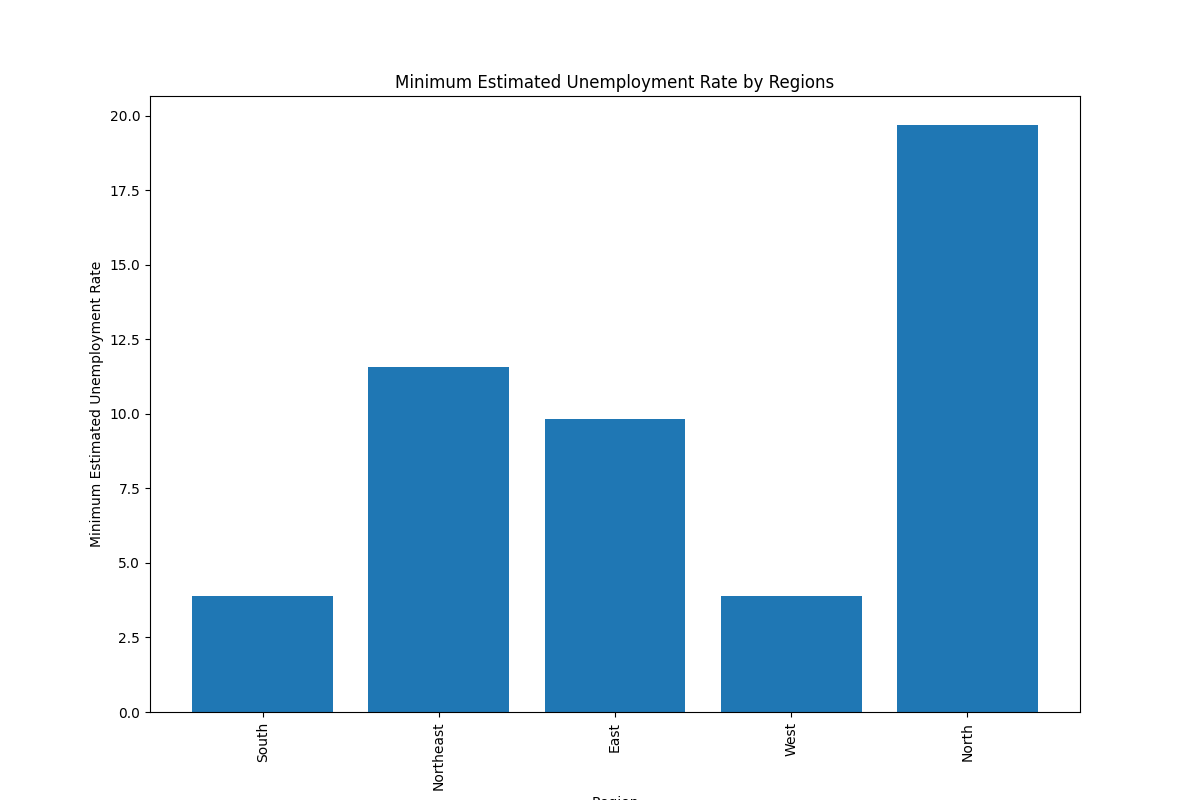 Minimum Estimated Unemployment Rate by Regions
Minimum Estimated Unemployment Rate
20.0
17.5
15.0
12.5
10.0
7.5
5.0
2.5
0.0
South
Northeast
East
West
North
Region